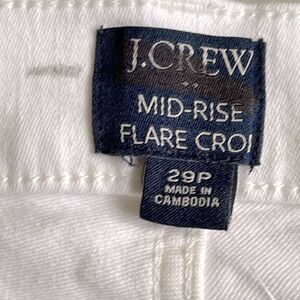 J.CREW
MID-RISE
FLARE CRO
29P
MADE IN
CAMBODIA